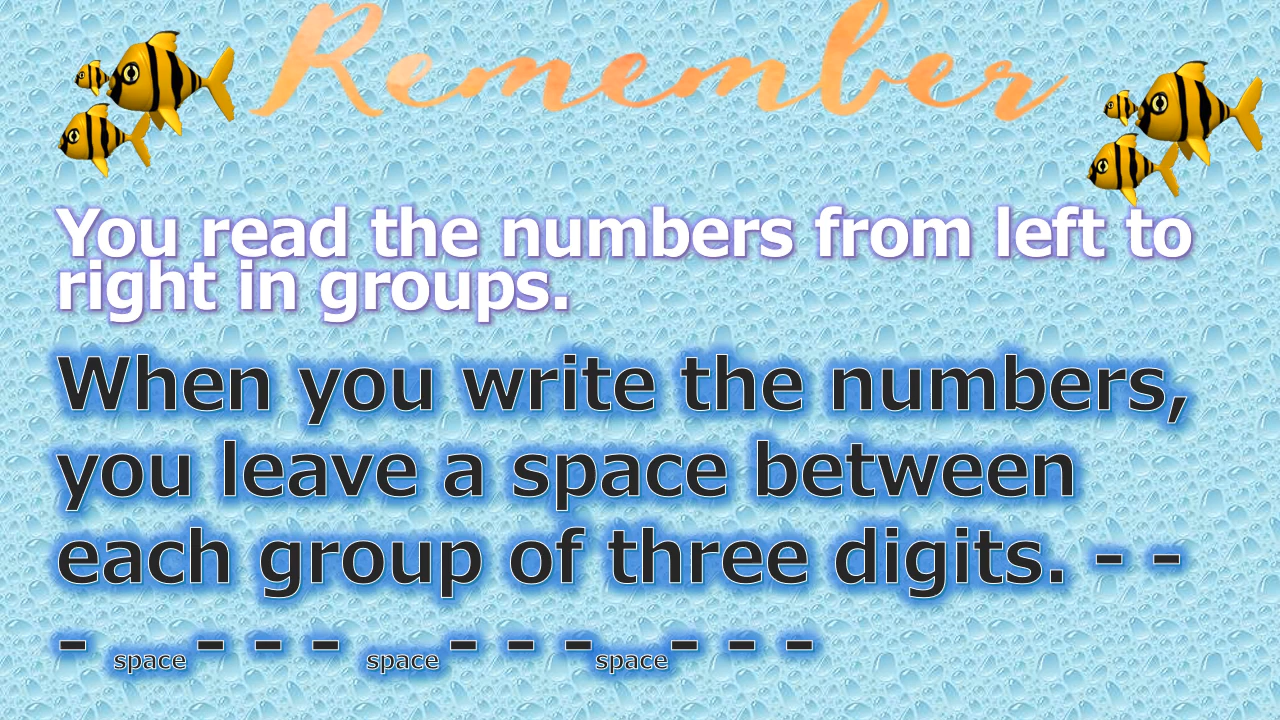 Remember
You read the numbers from left to
right in groups.
When you write the numbers,
you leave a space between
each group of three digits. - -
- space - - - space - - - space - - -